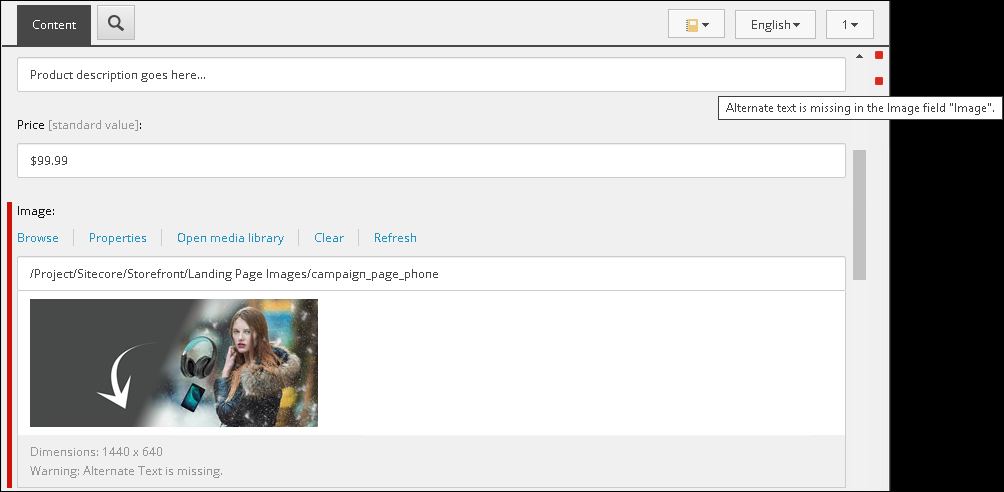 Content
English
1
Product description goes here...
Alternate text is missing in the Image field "Image".
Price [standard value]:
$99.99
Image:
Browse Properties Open media library Clear Refresh
/Project/Sitecore/Storefront/Landing Page Images/campaign_page_phone
Dimensions: 1440 x 640
Warning: Alternate Text is missing.